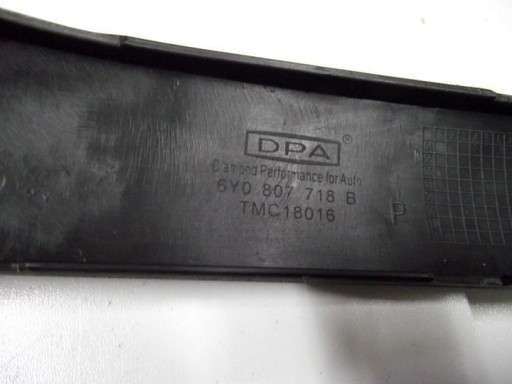 DPA®
Diamond Performance for Auto
6Y0 807 718 B
TMC18016
P